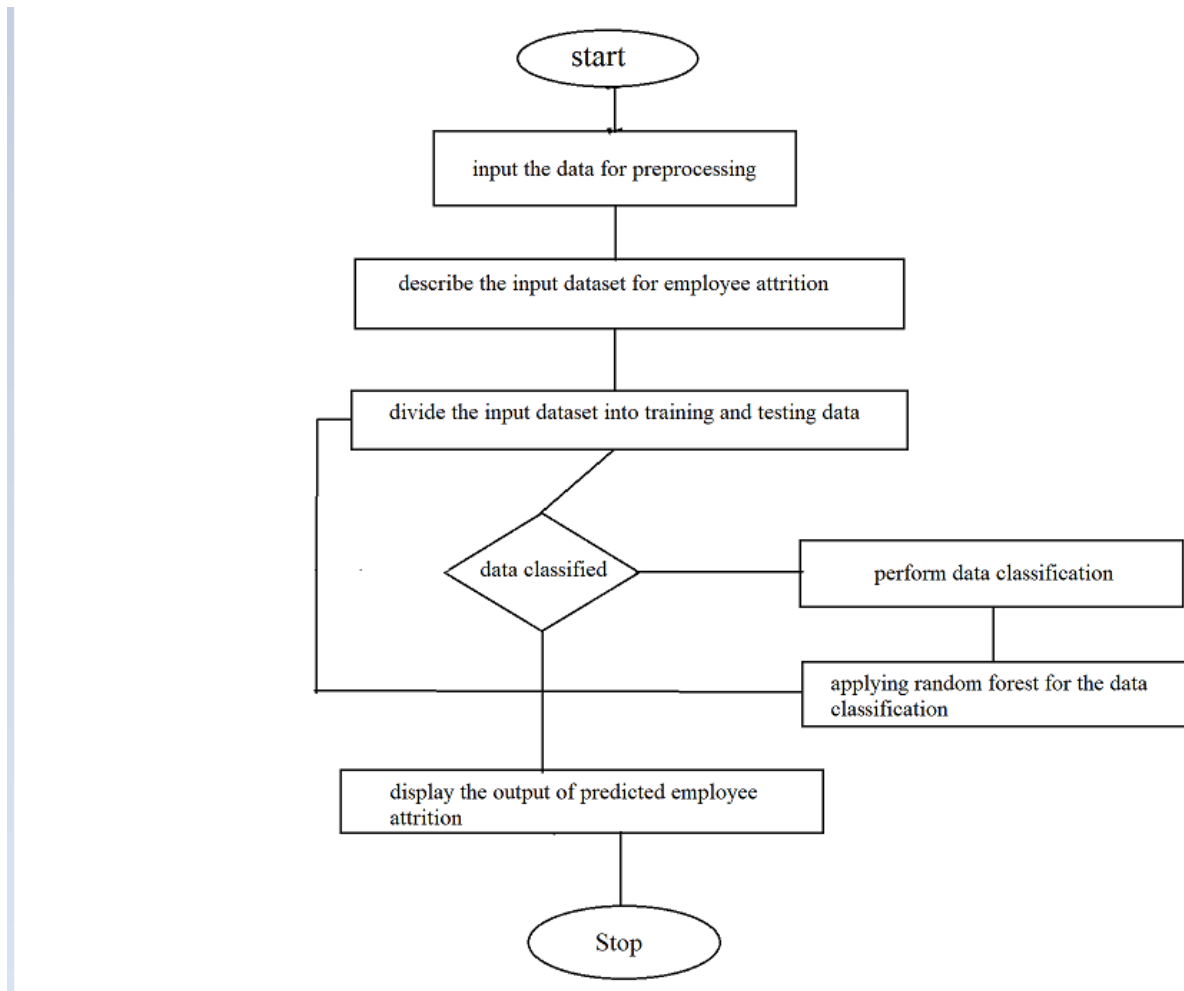 start
input the data for preprocessing
describe the input dataset for employee attrition
divide the input dataset into training and testing data
data classified
perform data classification
applying random forest for the data
classification
display the output of predicted employee
attrition
Stop